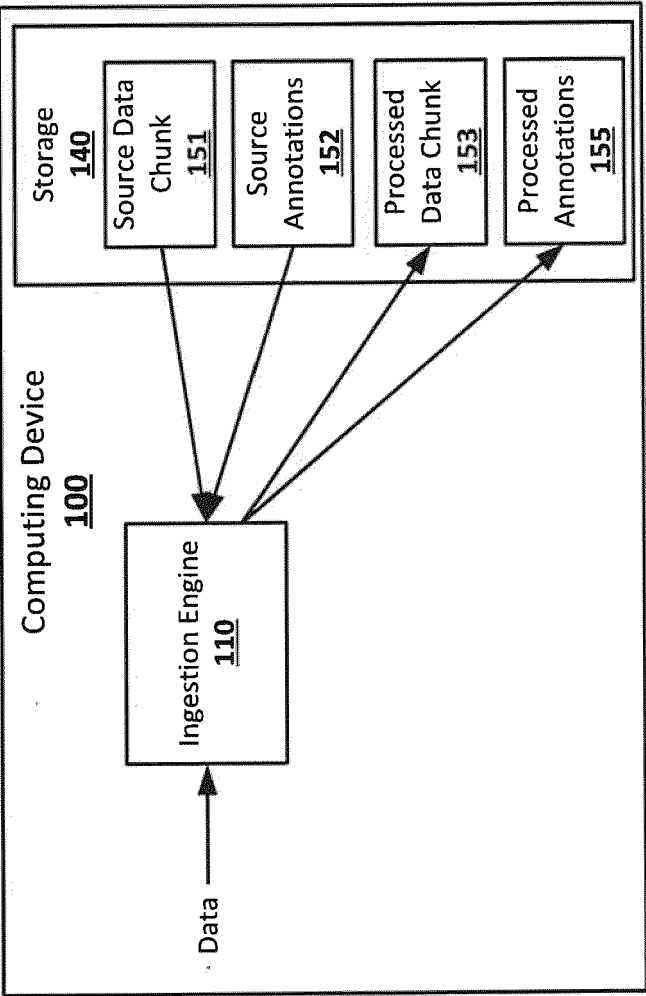 Computing Device
100
Storage
140
Source Data
Chunk
151
Source
Annotations
152
Processed
Data Chunk
153
Processed
Annotations
155
Ingestion Engine
110
Data